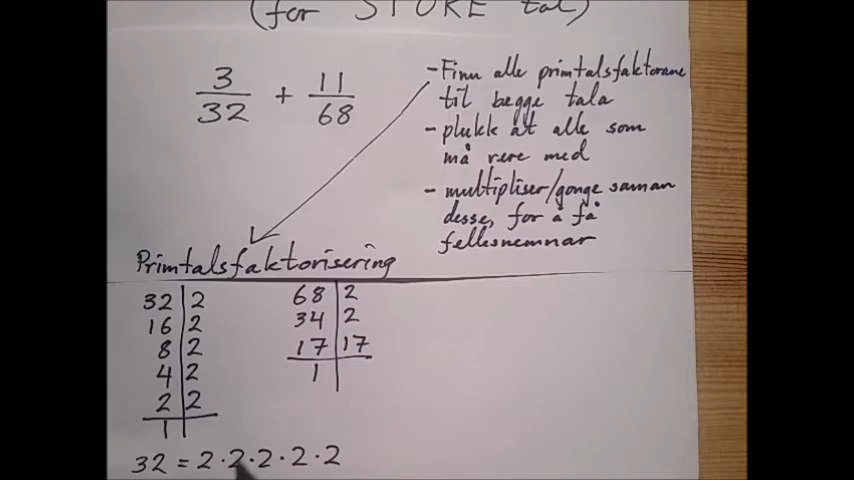 (for STORE tal)
3/32 + 11/68
- Finn alle primtalsfaktorane
til begge tala
- plukk ut alle som
må vere med
- multipliser/gonge saman
desse, for å få
fellesnemnar
Primtalsfaktorisering
32 | 2
16 | 2
8 | 2
4 | 2
2 | 2
1
68 | 2
34 | 2
17 | 17
1
32 = 2 · 2 · 2 · 2 · 2